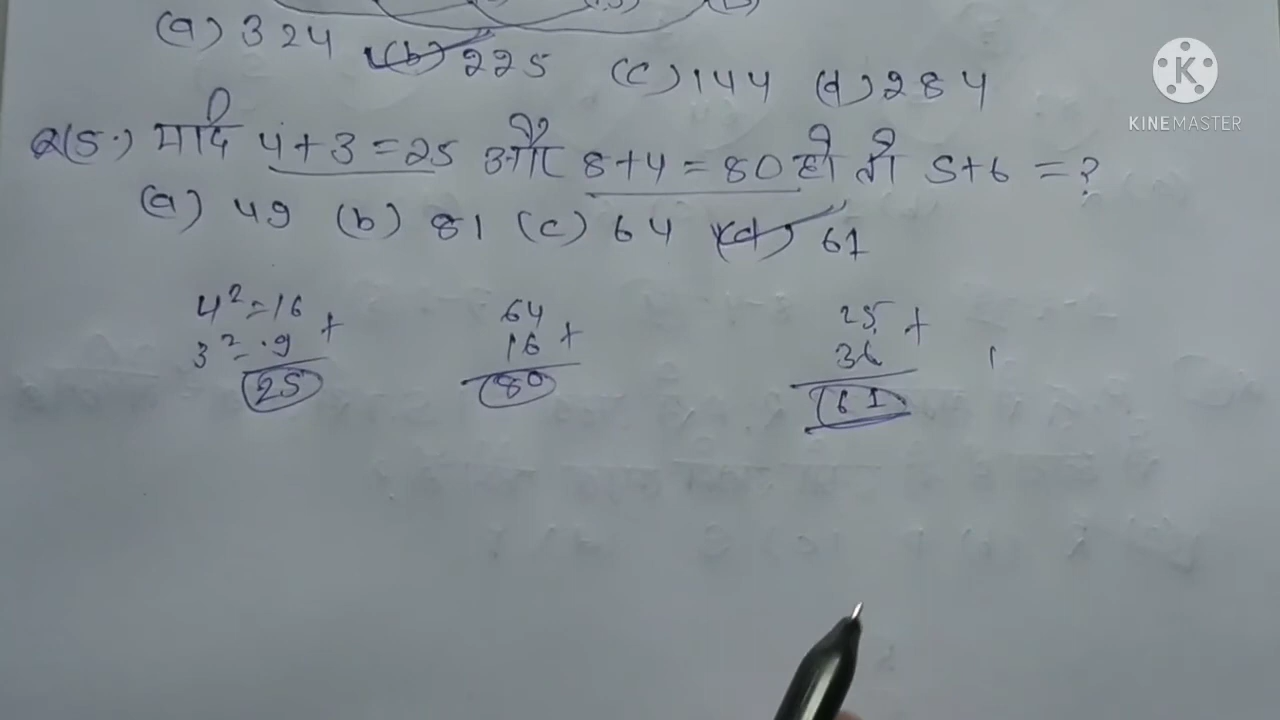 (a) 324 (b) 225 (c) 144 (d) 284
KINEMASTER
Q(5.) यदि 4+3=25 और 8+4=80 हो तो 5+6=?
(a) 49 (b) 81 (c) 64 (d) 61
4²=16 64 25
3²=9 + 16 + 36 +
25 80 61